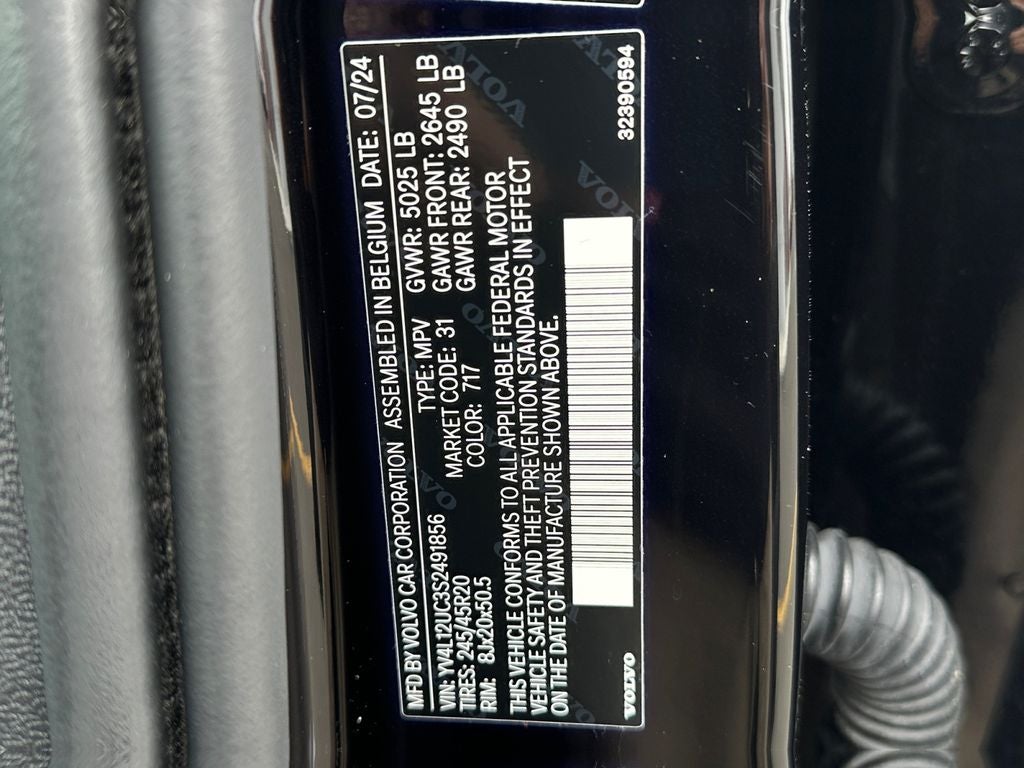 MFD BY VOLVO CAR CORPORATION ASSEMBLED IN BELGIUM DATE: 07/24
VIN: YV4L12UC3S2491856 TYPE: MPV GVWR: 5025 LB
TIRES: 245/45R20 MARKET CODE: 31 GAWR FRONT: 2645 LB
RIM: 8Jx20x50.5 COLOR: 717 GAWR REAR: 2490 LB
THIS VEHICLE CONFORMS TO ALL APPLICABLE FEDERAL MOTOR
VEHICLE SAFETY AND THEFT PREVENTION STANDARDS IN EFFECT
ON THE DATE OF MANUFACTURE SHOWN ABOVE.
VOLVO 32390594